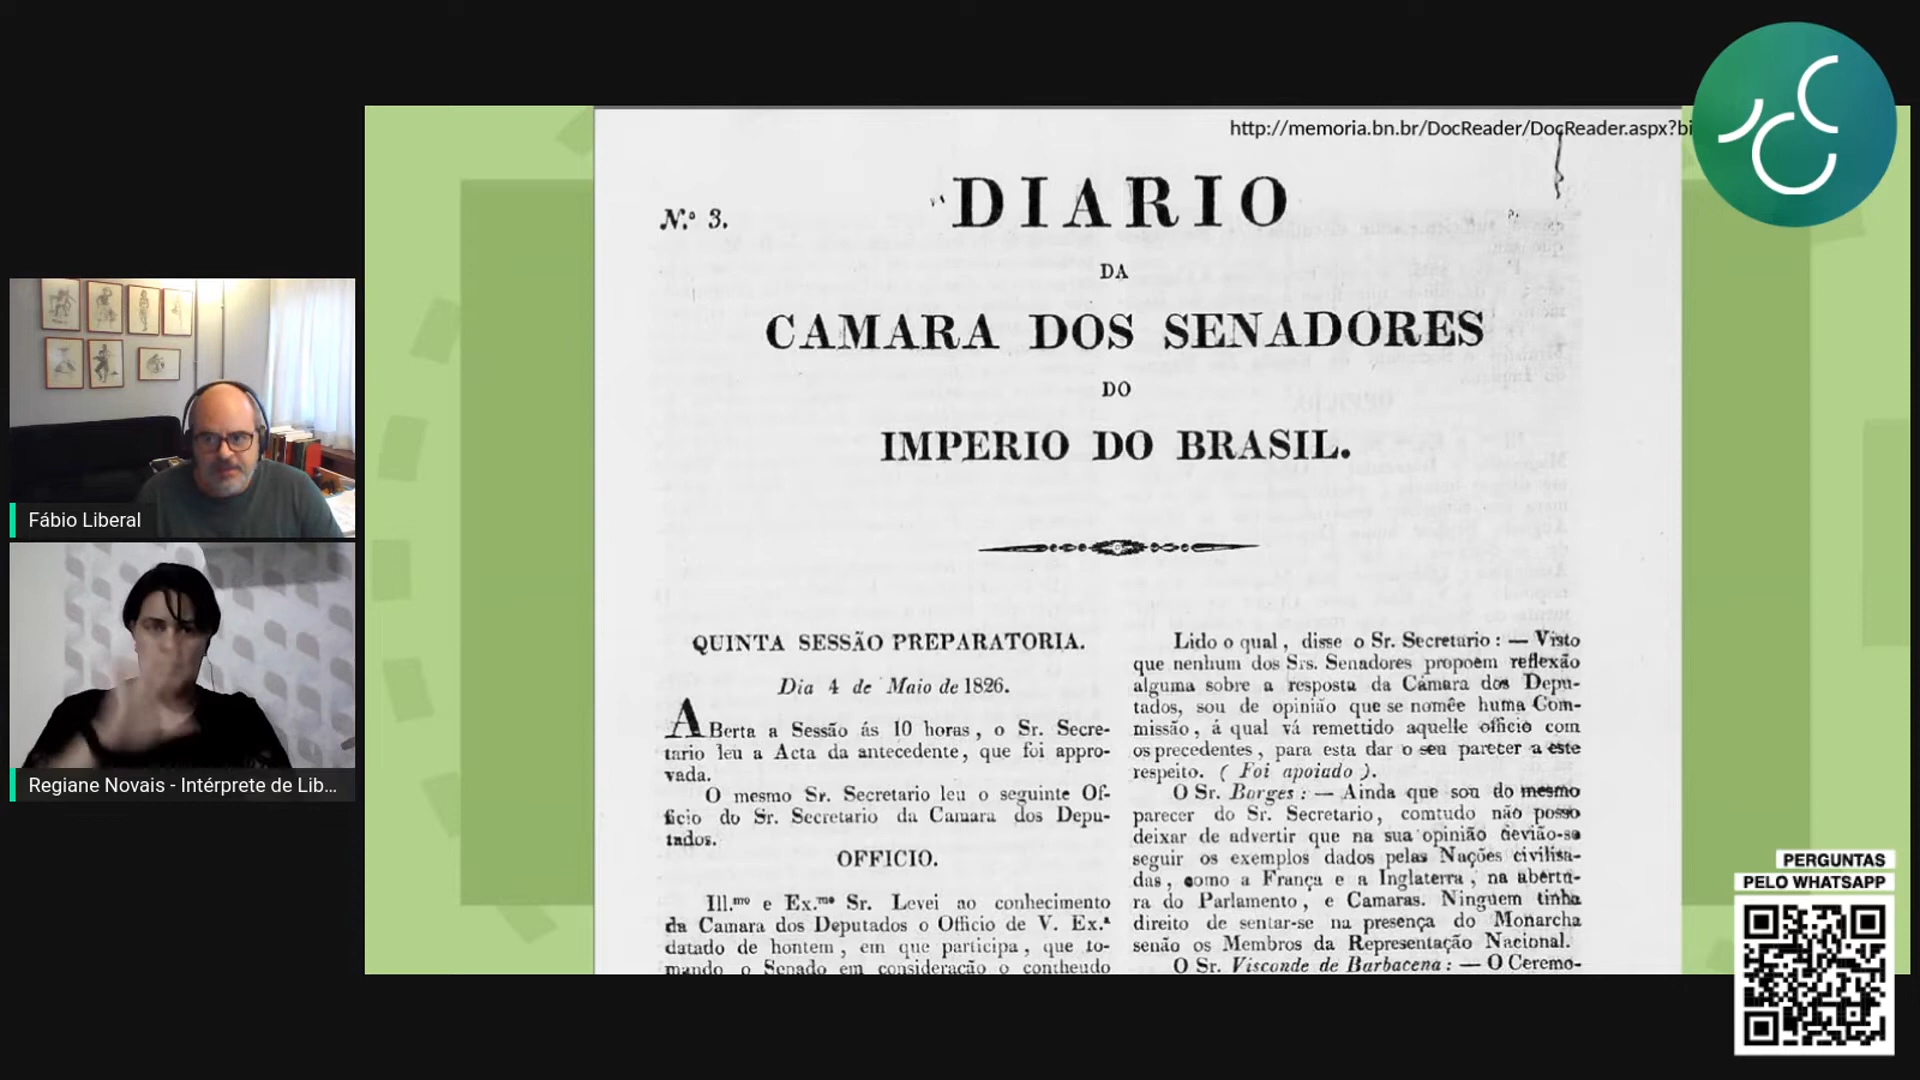 http://memoria.bn.br/DocReader/DocReader.aspx?bi
N.º 3.
DIARIO
DA
CAMARA DOS SENADORES
DO
IMPERIO DO BRASIL.
QUINTA SESSÃO PREPARATORIA.
Dia 4 de Maio de 1826.
ABerta a Sessão ás 10 horas, o Sr. Secre-
tario leu a Acta da antecedente, que foi appro-
vada.
O mesmo Sr. Secretario leu o seguinte Of-
ficio do Sr. Secretario da Camara dos Depu-
tados.
OFFICIO.
Ill.mo e Ex.mo Sr. Levei ao conhecimento
da Camara dos Deputados o Officio de V. Ex.ª
datado de hontem, em que participa, que to-
mando o Senado em consideração o contheudo
Lido o qual, disse o Sr. Secretario: — Visto
que nenhum dos Srs. Senadores propoem reflexão
alguma sobre a resposta da Cámara dos Depu-
tados, sou de opinião que se nomêe huma Com-
missão, á qual vá remettido aquelle officio com
os precedentes, para esta dar o seu parecer a este
respeito. ( Foi apoiado ).
O Sr. Borges: — Ainda que sou do mesmo
parecer do Sr. Secretario, comtudo não posso
deixar de advertir que na sua opinião devião-se
seguir os exemplos dados pelas Nações civilisa-
das, como a França e a Inglaterra, na abertu-
ra do Parlamento, e Camaras. Ninguem tinha
direito de sentar-se na presença do Monarcha
senão os Membros da Representação Nacional.
O Sr. Visconde de Barbacena: — O Ceremo-
Fábio Liberal
Regiane Novais - Intérprete de Lib...
PERGUNTAS
PELO WHATSAPP